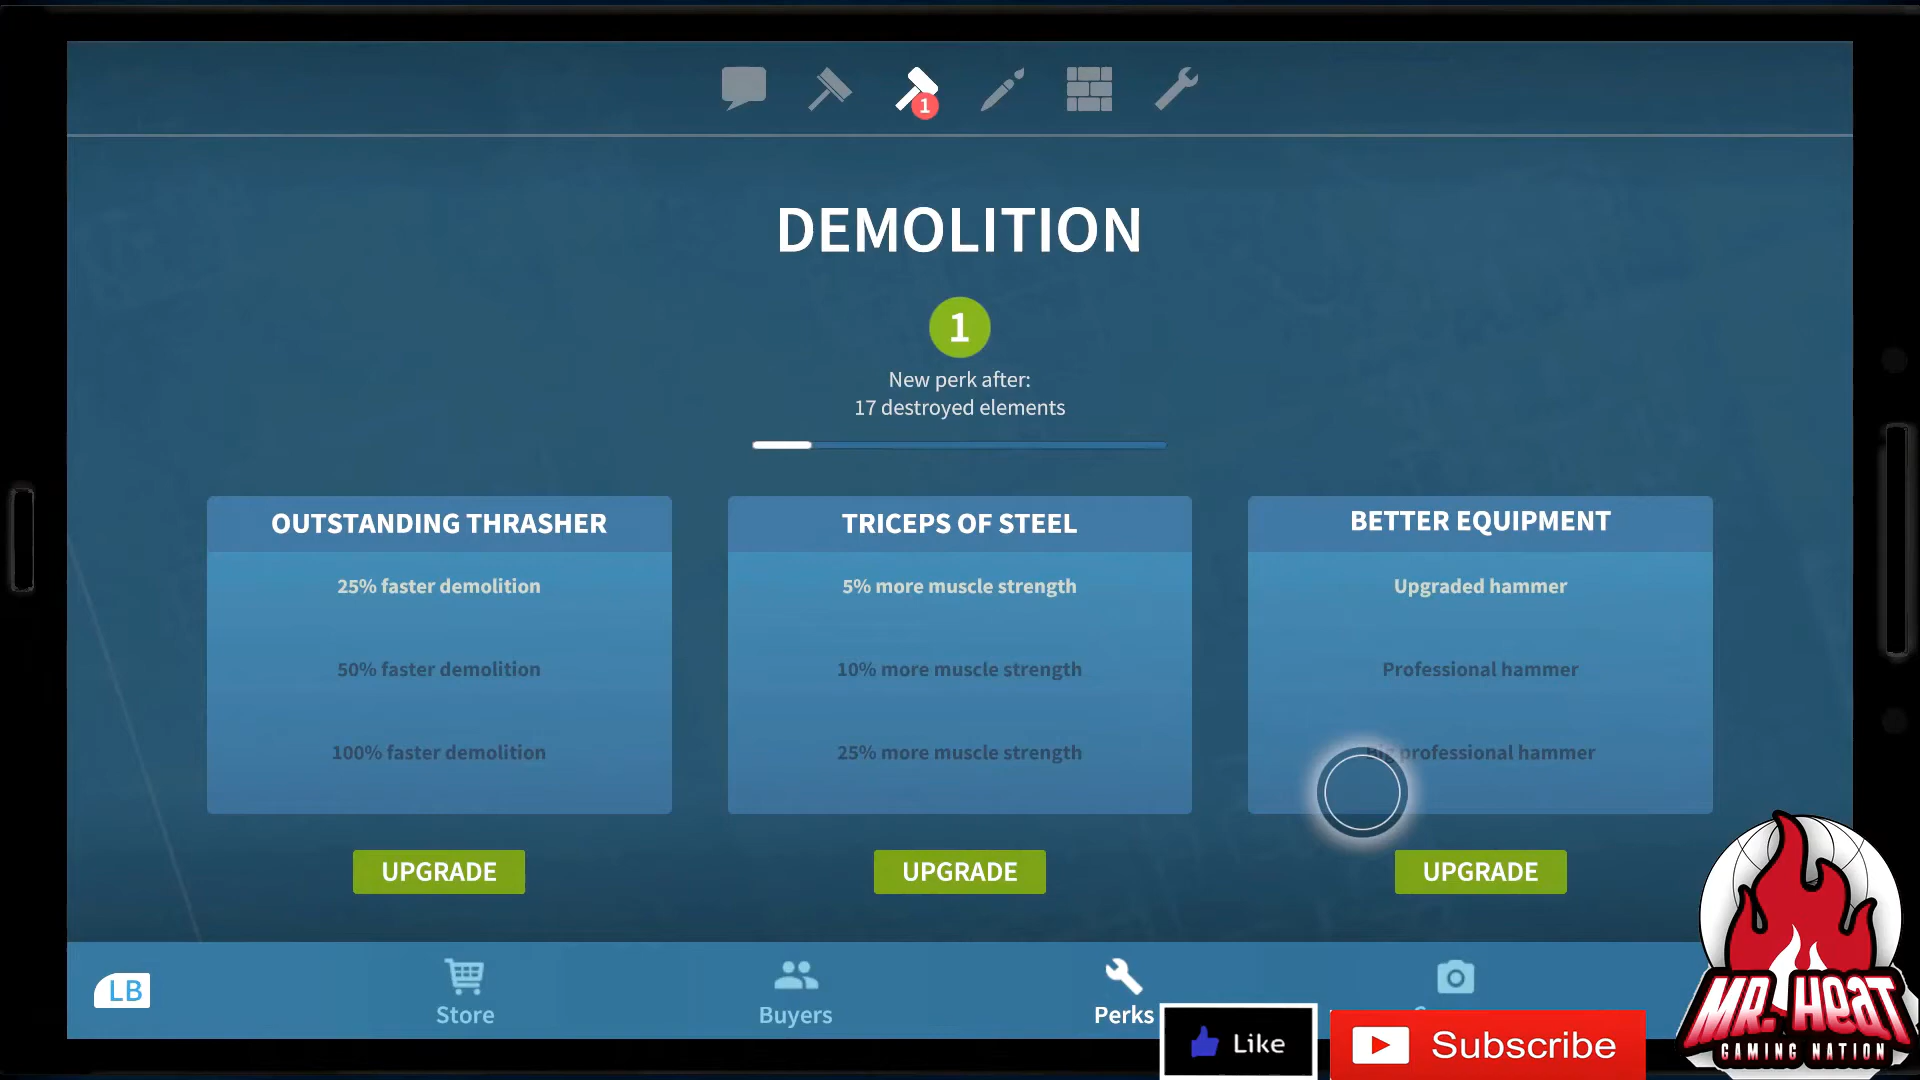 1
DEMOLITION
1
New perk after:
17 destroyed elements
OUTSTANDING THRASHER
25% faster demolition
50% faster demolition
100% faster demolition
UPGRADE
TRICEPS OF STEEL
5% more muscle strength
10% more muscle strength
25% more muscle strength
UPGRADE
BETTER EQUIPMENT
Upgraded hammer
Professional hammer
Big professional hammer
UPGRADE
LB
Store
Buyers
Perks
Like
Subscribe
MR. HEAT
GAMING NATION